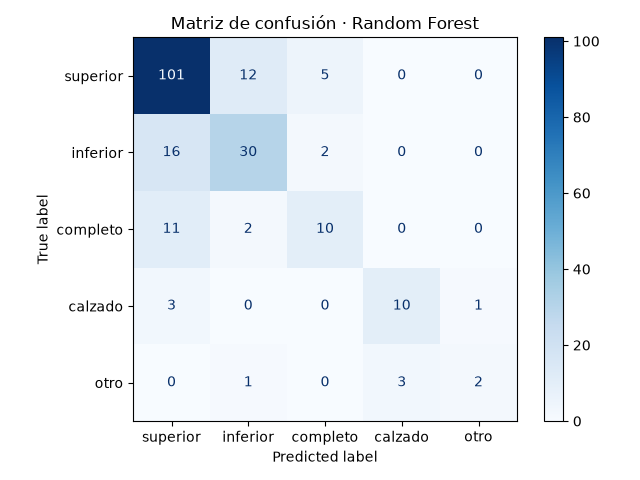 Matriz de confusión · Random Forest
superior 101 12 5 0 0
inferior 16 30 2 0 0
completo 11 2 10 0 0
calzado 3 0 0 10 1
otro 0 1 0 3 2
superior inferior completo calzado otro
Predicted label
True label
100
80
60
40
20
0